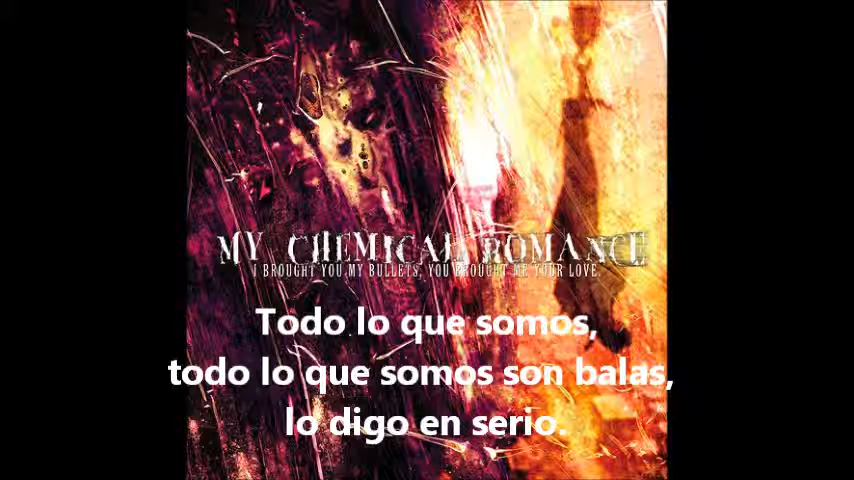 MY CHEMICAL ROMANCE
I BROUGHT YOU MY BULLETS, YOU BROUGHT ME YOUR LOVE
Todo lo que somos,
todo lo que somos son balas,
lo digo en serio.